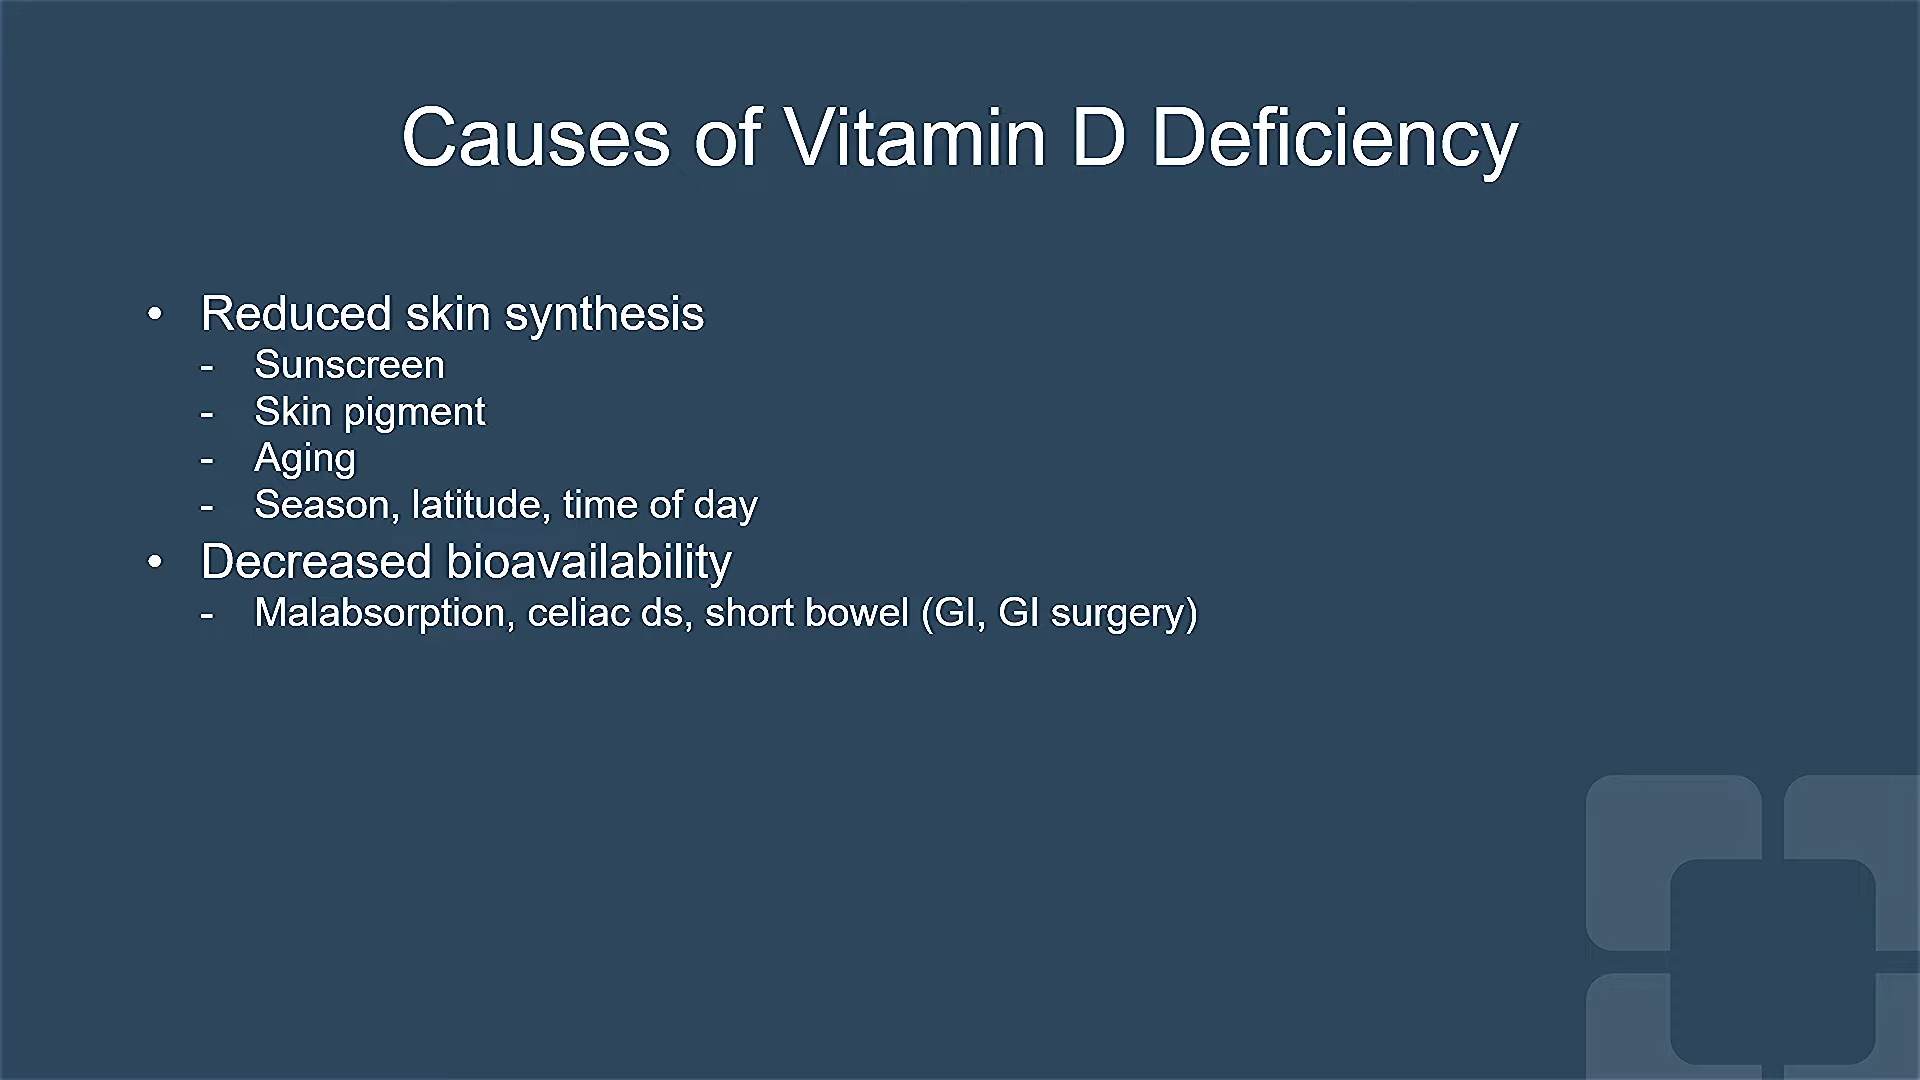 Causes of Vitamin D Deficiency
• Reduced skin synthesis
- Sunscreen
- Skin pigment
- Aging
- Season, latitude, time of day
• Decreased bioavailability
- Malabsorption, celiac ds, short bowel (GI, GI surgery)